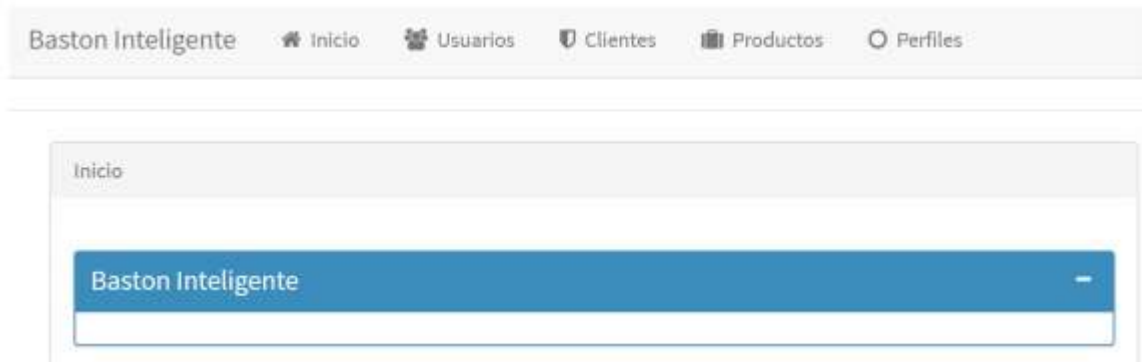 Baston Inteligente Inicio Usuarios Clientes Productos Perfiles
Inicio
Baston Inteligente